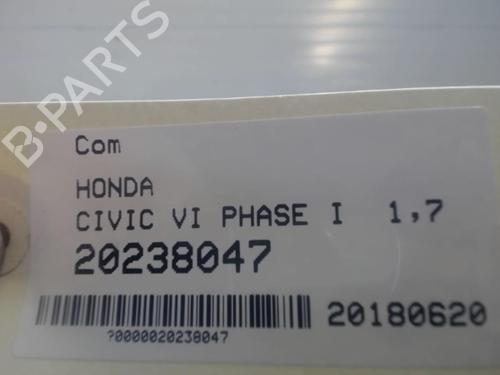 B-PARTS
Com
HONDA
CIVIC VI PHASE I 1,7
20238047
20180620
?0000020238047